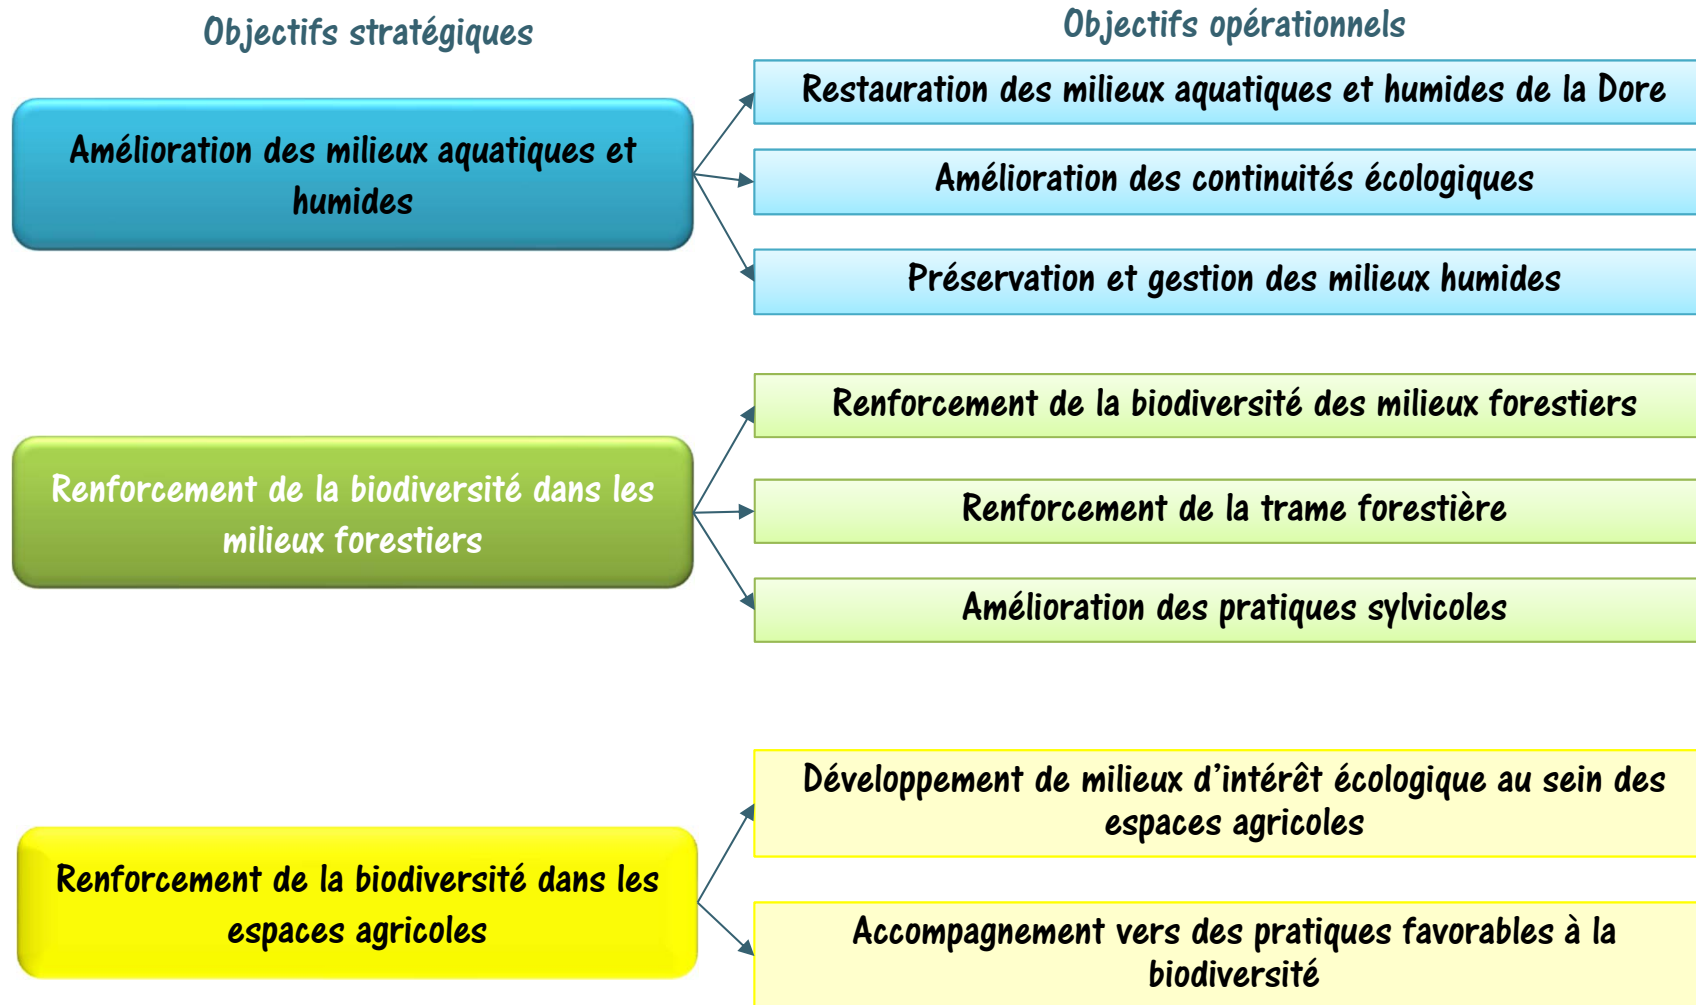 Objectifs stratégiques
Objectifs opérationnels
Amélioration des milieux aquatiques et
humides
Restauration des milieux aquatiques et humides de la Dore
Amélioration des continuités écologiques
Préservation et gestion des milieux humides
Renforcement de la biodiversité dans les
milieux forestiers
Renforcement de la biodiversité des milieux forestiers
Renforcement de la trame forestière
Amélioration des pratiques sylvicoles
Renforcement de la biodiversité dans les
espaces agricoles
Développement de milieux d'intérêt écologique au sein des
espaces agricoles
Accompagnement vers des pratiques favorables à la
biodiversité